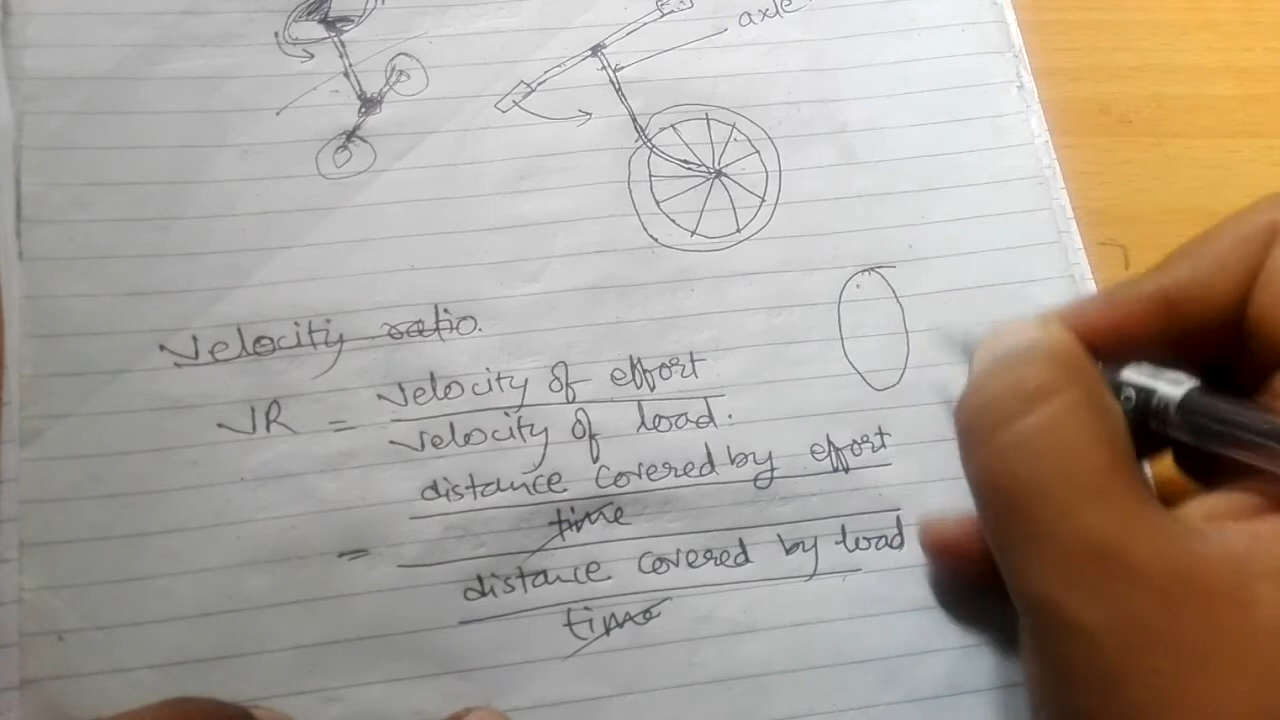 axle
Velocity ratio.
VR = velocity of effort
velocity of load.
= distance covered by effort
time
distance covered by load
time